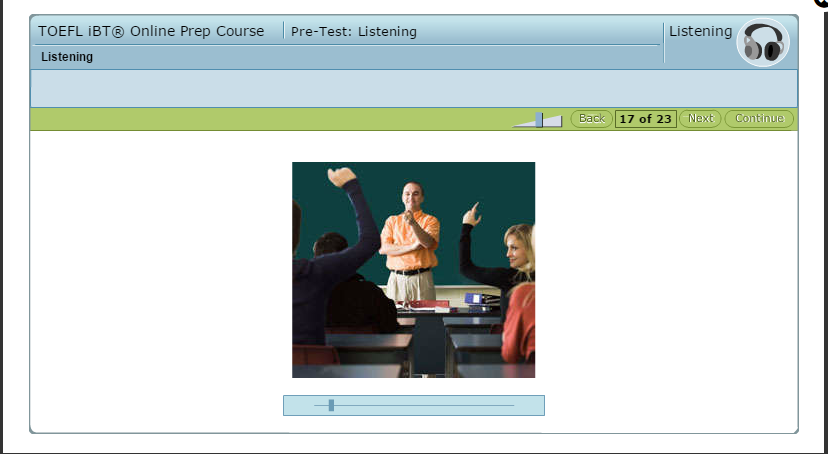 TOEFL iBT® Online Prep Course Pre-Test: Listening Listening
Listening
Back 17 of 23 Next Continue